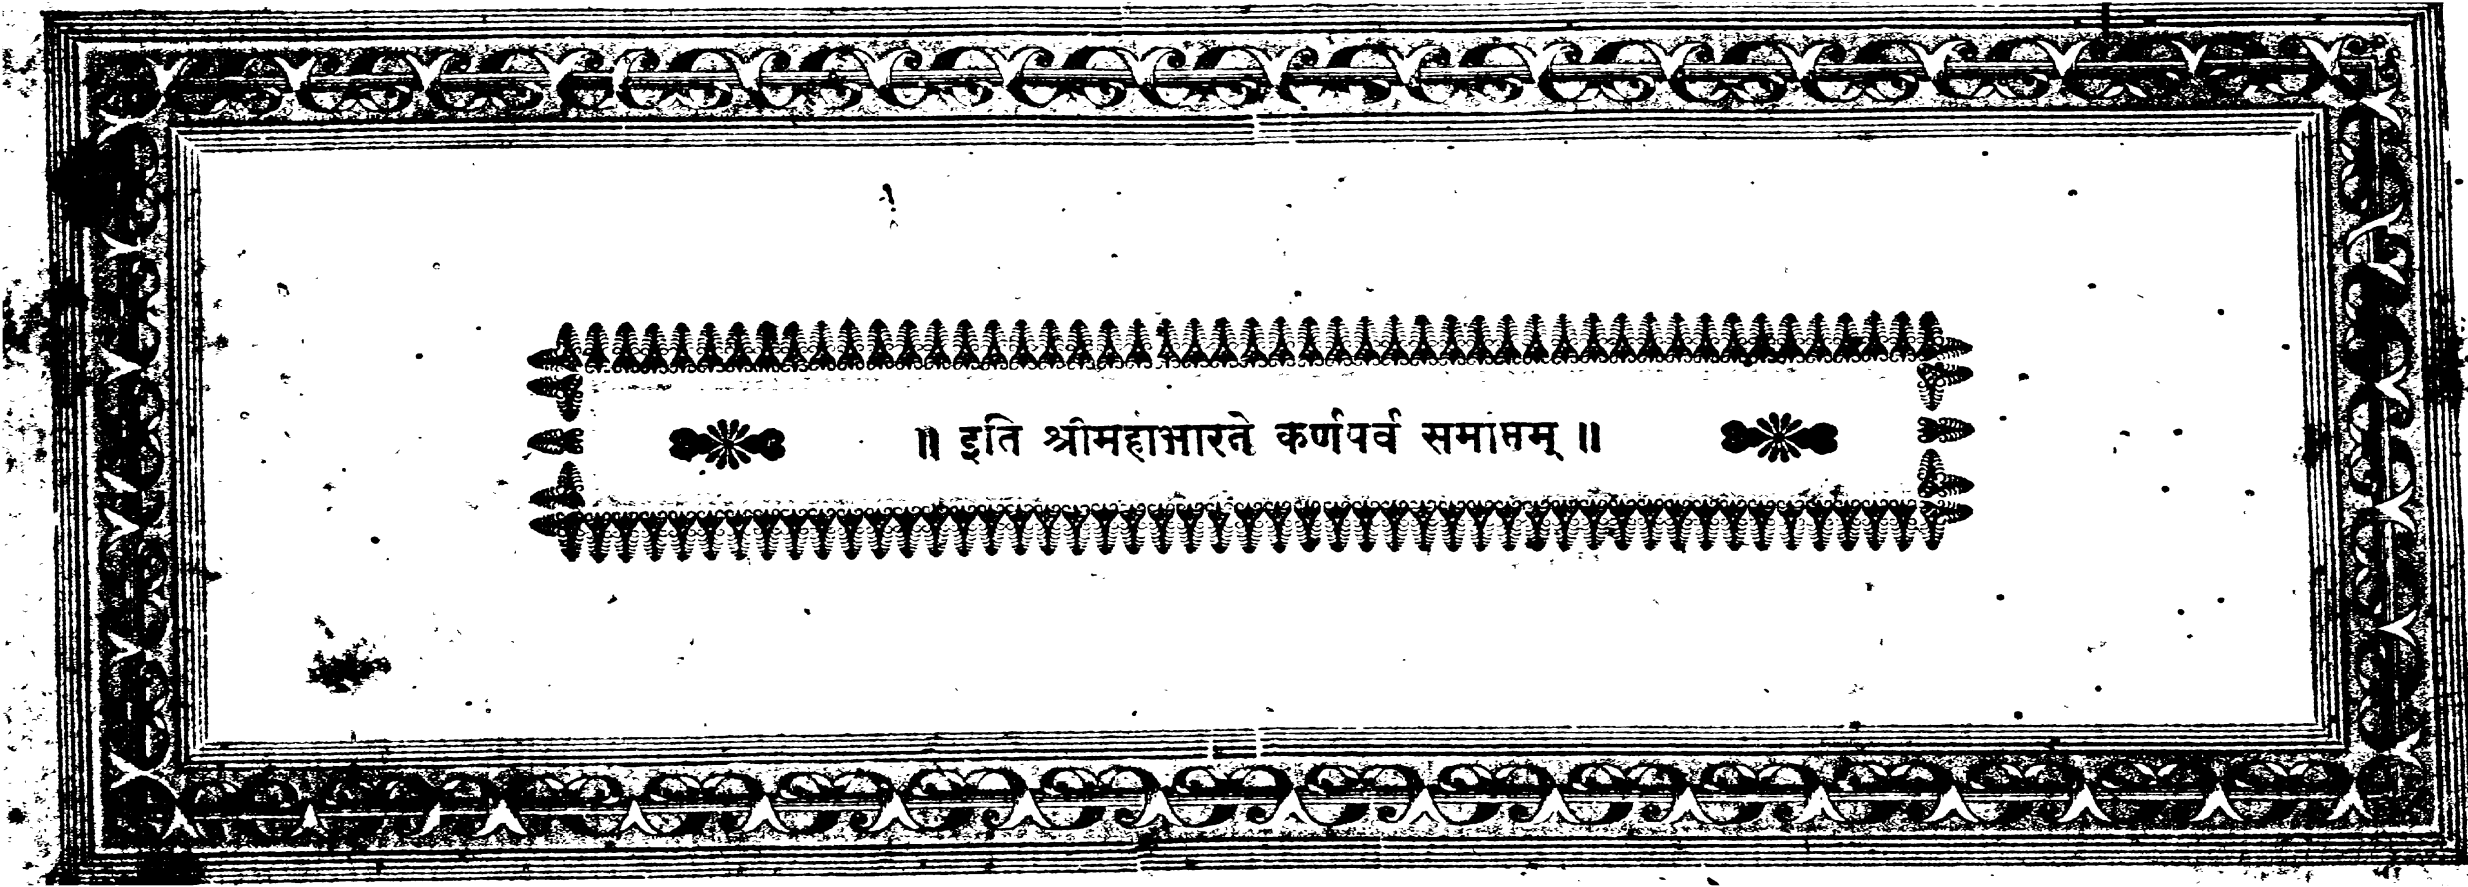 ॥ इति श्रीमहाभारते कर्णपर्व समाप्तम् ॥